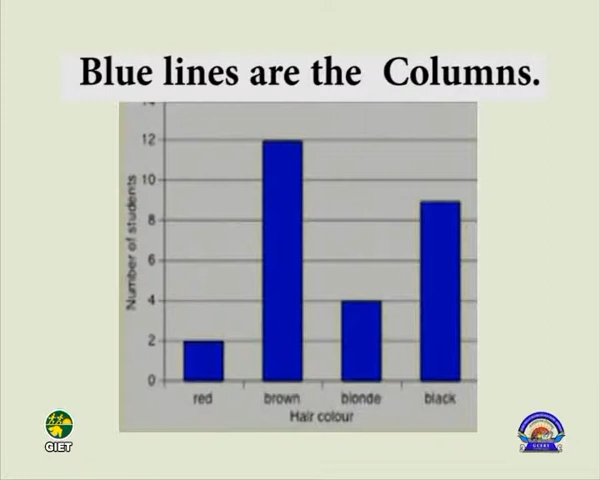 Blue lines are the Columns.
14
12
10
8
6
4
2
0
Number of students
red brown blonde black
Hair colour
GIET